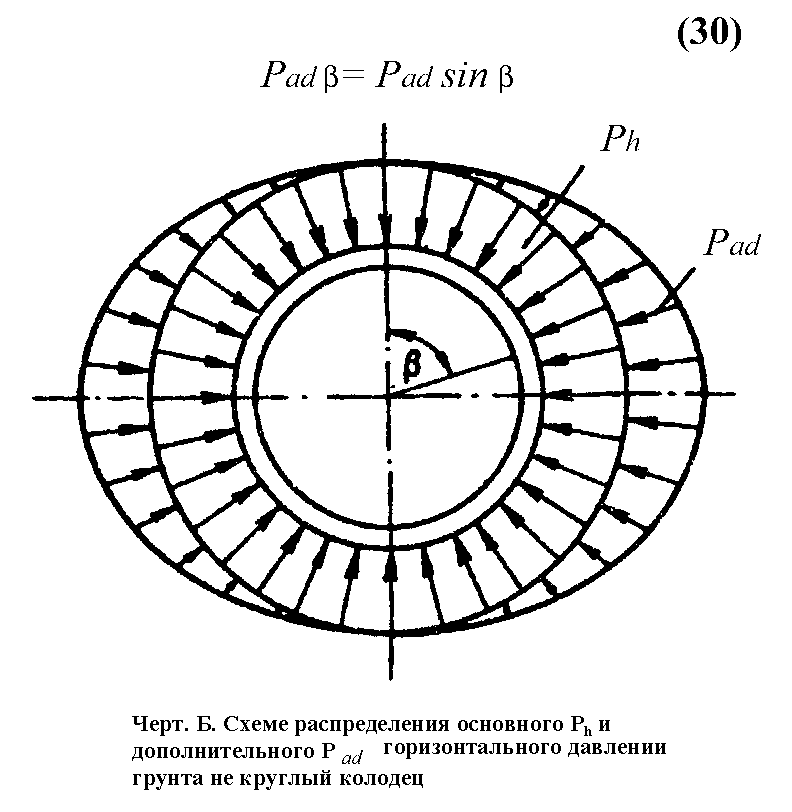 (30)
Pad β= Pad sin β
Ph
Pad
β
Черт. Б. Схеме распределения основного Ph и
дополнительного P ad горизонтального давлении
грунта не круглый колодец